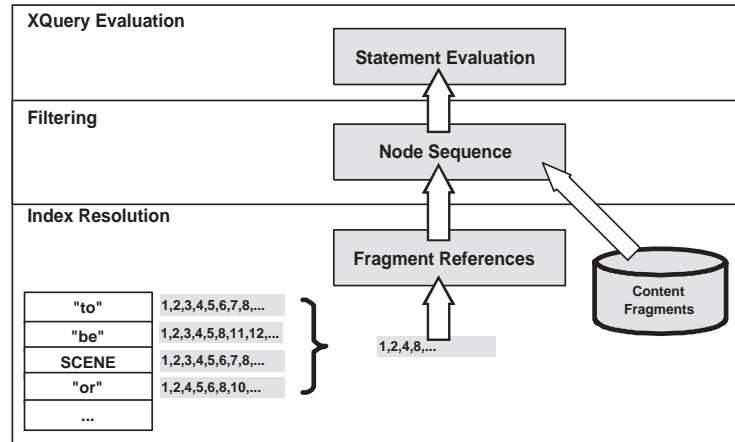 XQuery Evaluation
Statement Evaluation
Filtering
Node Sequence
Index Resolution
Fragment References
Content
Fragments
"to" 1,2,3,4,5,6,7,8,...
"be" 1,2,3,4,5,8,11,12,...
SCENE 1,2,3,4,5,6,7,8,...
"or" 1,2,4,5,6,8,10,...
...
1,2,4,8,...